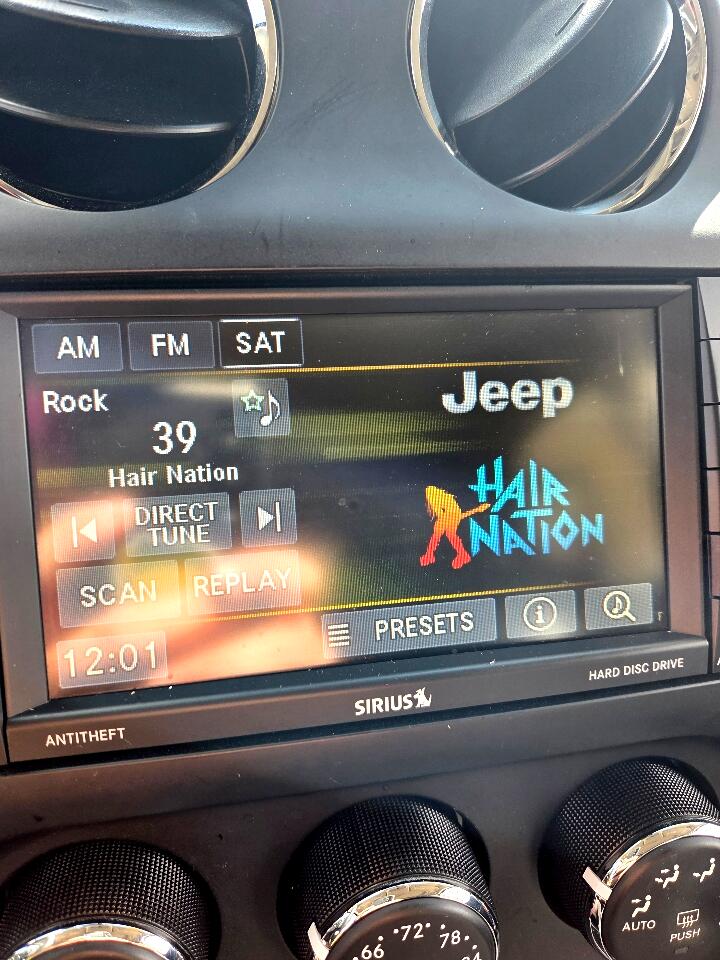 AM FM SAT
Rock
39
Hair Nation
Jeep
HAIR
NATION
DIRECT
TUNE
SCAN REPLAY
PRESETS
12:01
ANTITHEFT
SIRIUS
HARD DISC DRIVE
66 72 78
AUTO
PUSH